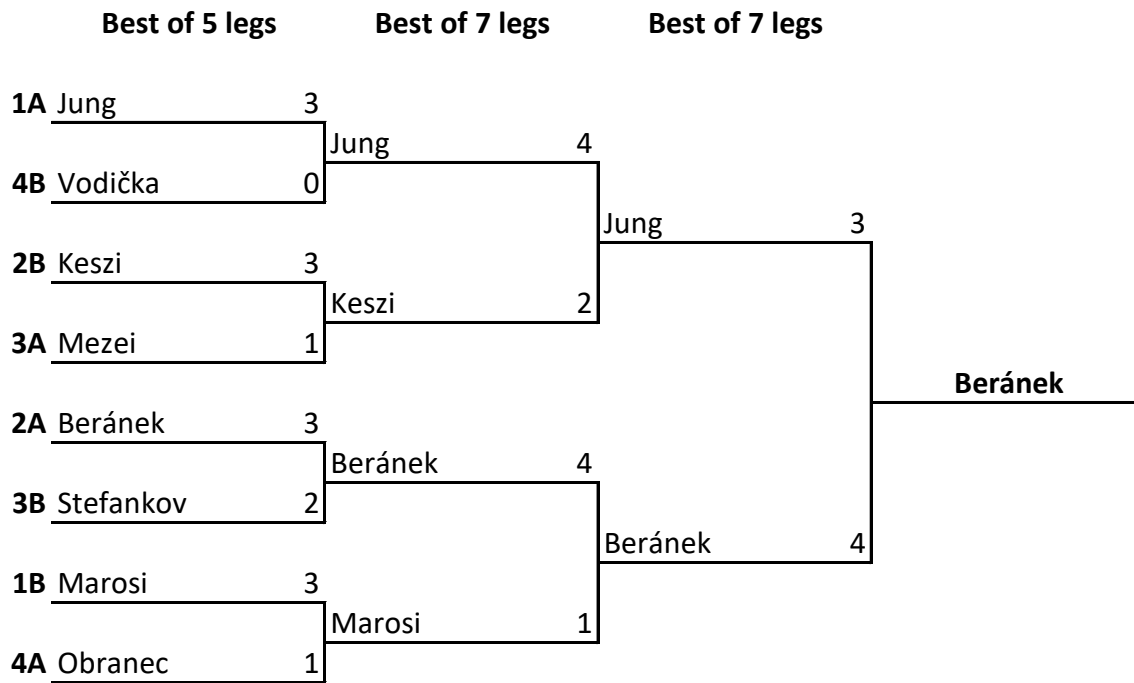 Best of 5 legs Best of 7 legs Best of 7 legs
1A Jung 3
Jung 4
4B Vodička 0
Jung 3
2B Keszi 3
Keszi 2
3A Mezei 1
Beránek
2A Beránek 3
Beránek 4
3B Stefankov 2
Beránek 4
1B Marosi 3
Marosi 1
4A Obranec 1